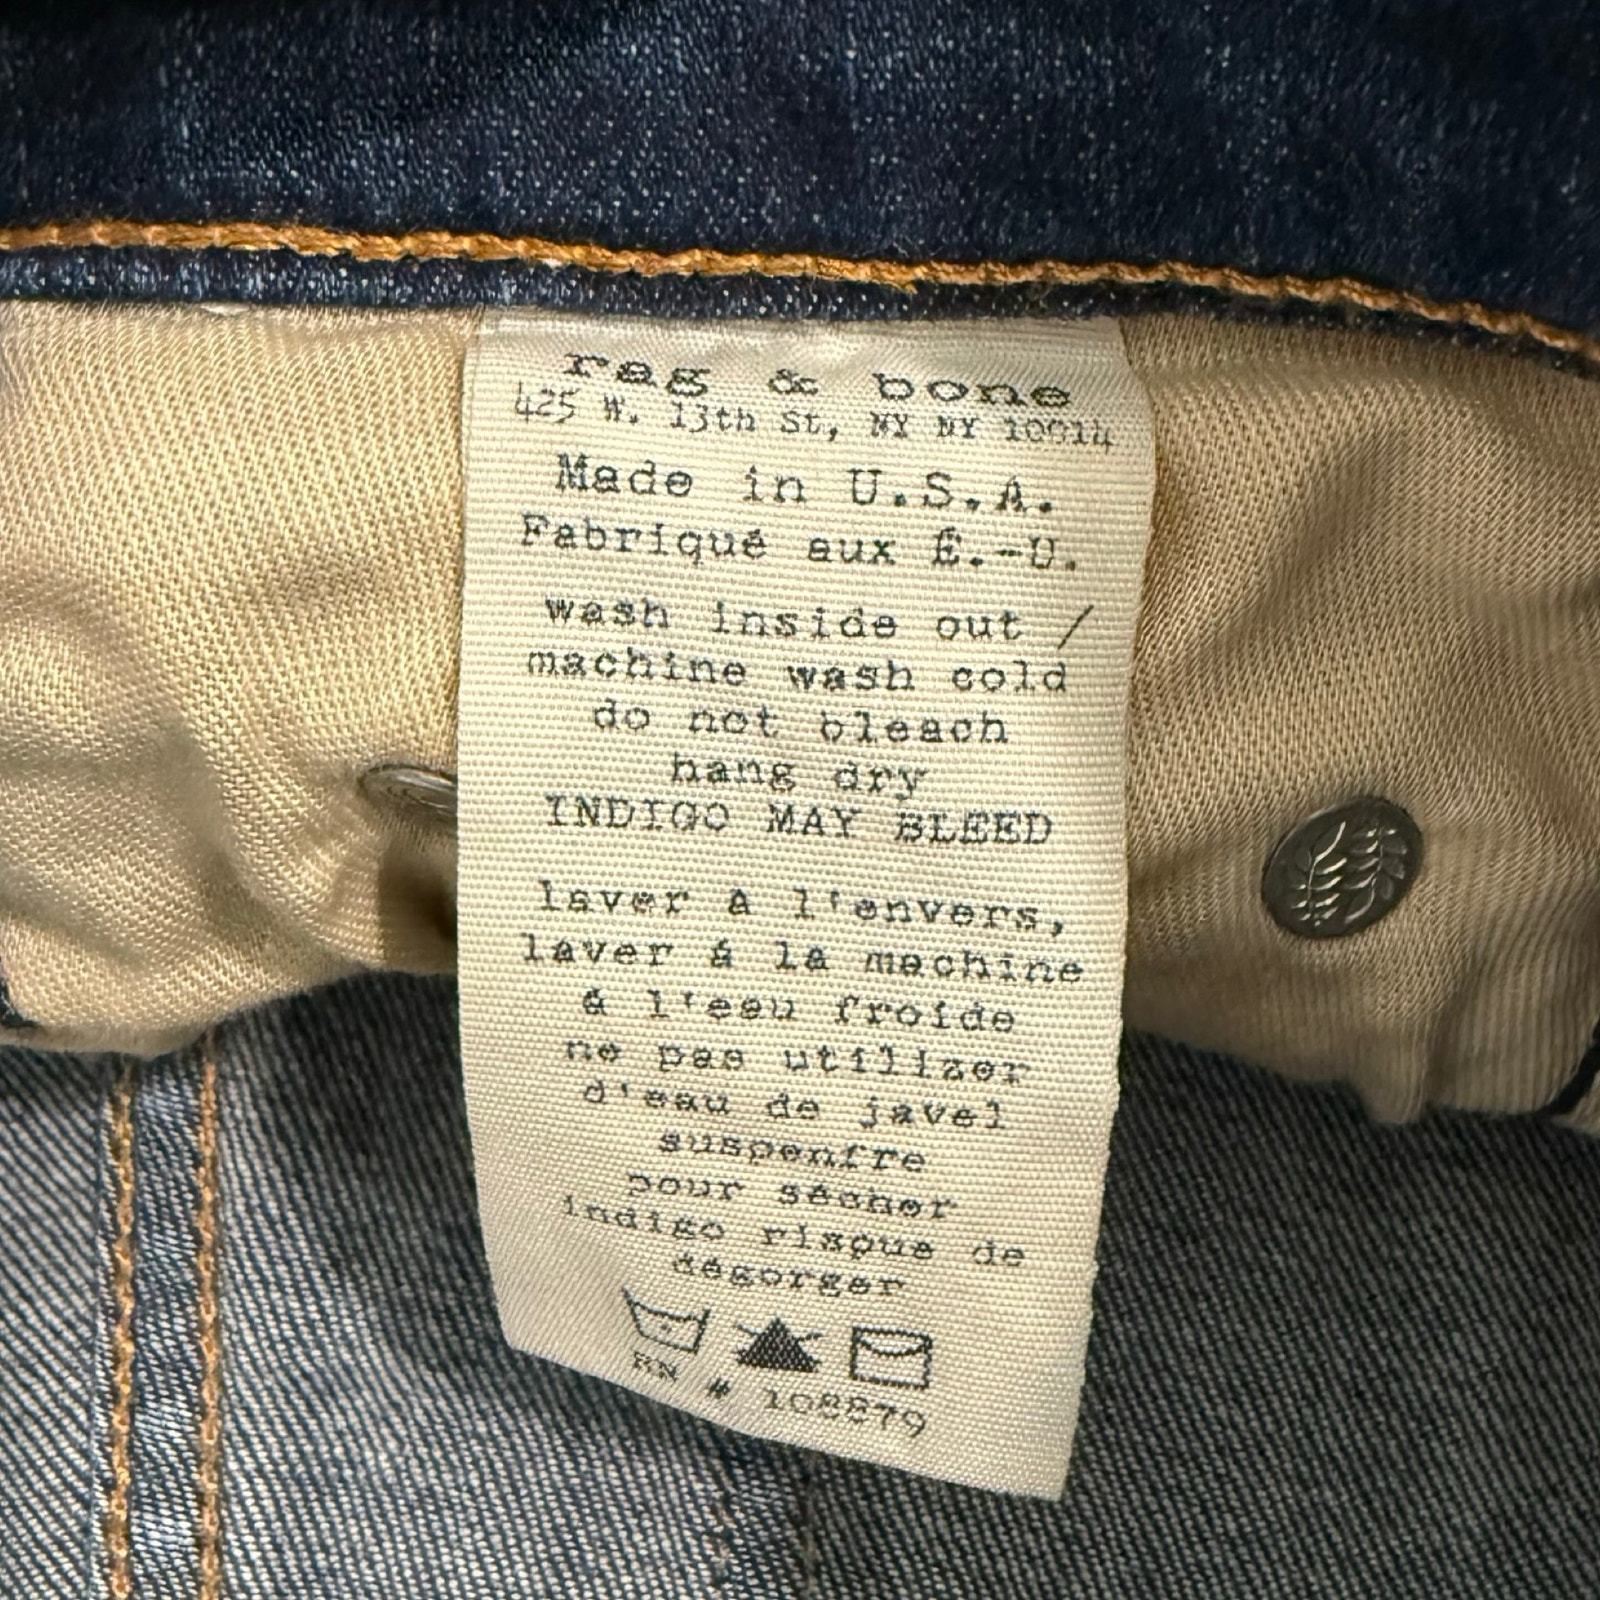 rag & bone
425 W. 13th St, NY NY 10014
Made in U.S.A.
Fabriqué aux É.-U.
wash inside out /
machine wash cold
do not bleach
hang dry
INDIGO MAY BLEED
laver à l'envers,
laver à la machine
à l'eau froide
ne pas utilizer
d'eau de javel
suspenfre
pour sécher
indigo risque de
dégorger
RN # 108879